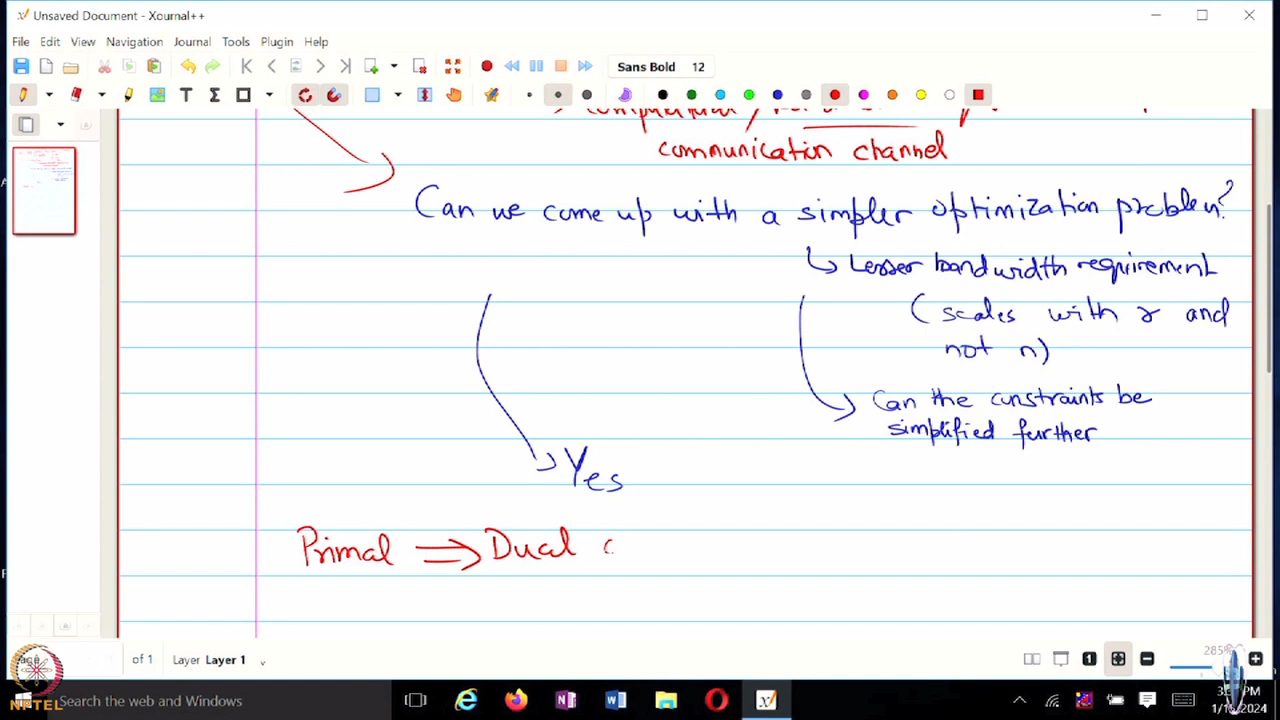 Unsaved Document - Xournal++
File Edit View Navigation Journal Tools Plugin Help
Sans Bold 12
communication channel
Can we come up with a simpler optimization problem?
Lesser bandwidth requirement
(scales with r and
not n)
Can the constraints be
simplified further
Yes
Primal ⇒ Dual
of 1 Layer Layer 1
285%
Search the web and Windows
NPTEL